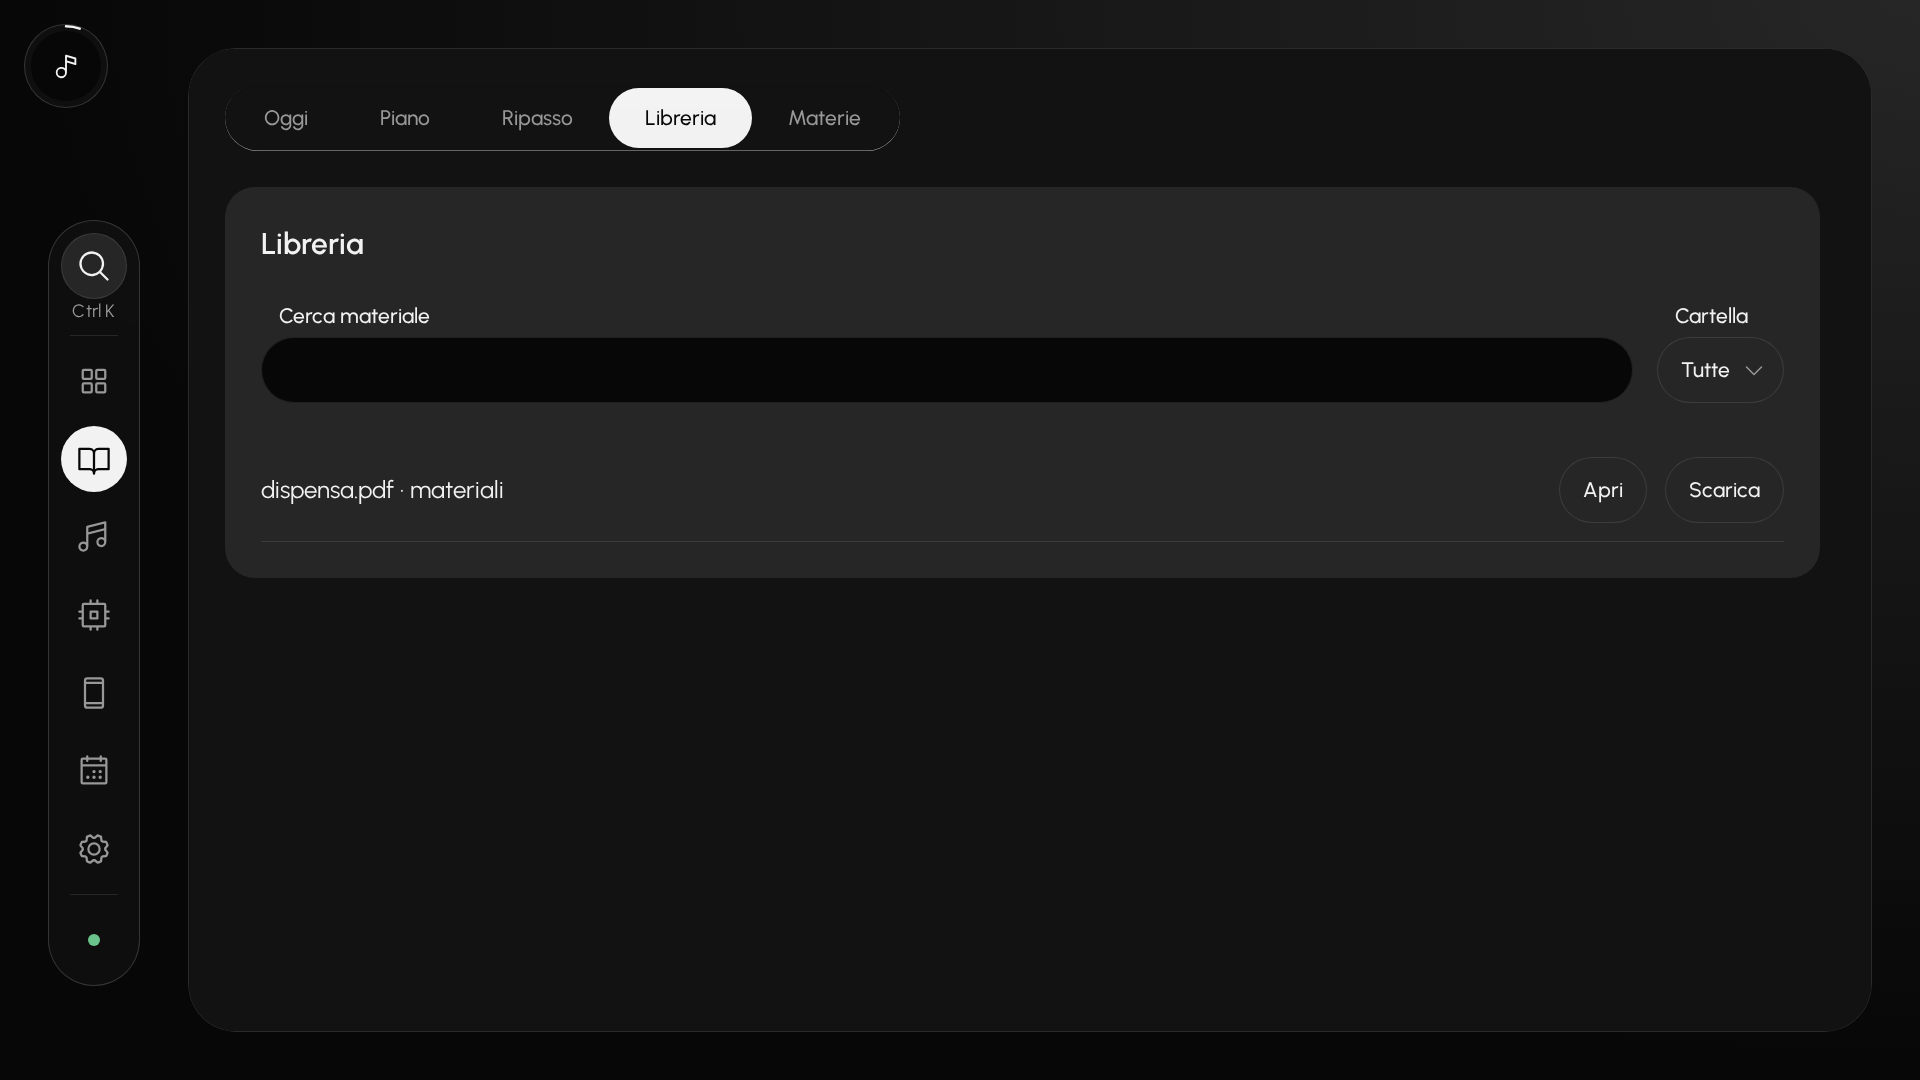 Oggi Piano Ripasso Libreria Materie
Libreria
Ctrl K
Cerca materiale Cartella
Tutte
dispensa.pdf · materiali Apri Scarica